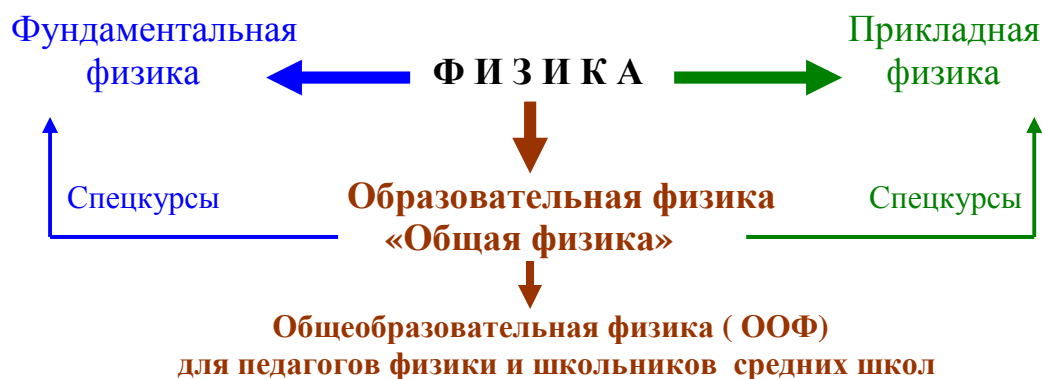 Фундаментальная
физика
Ф И З И К А
Прикладная
физика
Спецкурсы
Образовательная физика
«Общая физика»
Спецкурсы
Общеобразовательная физика ( ООФ)
для педагогов физики и школьников средних школ